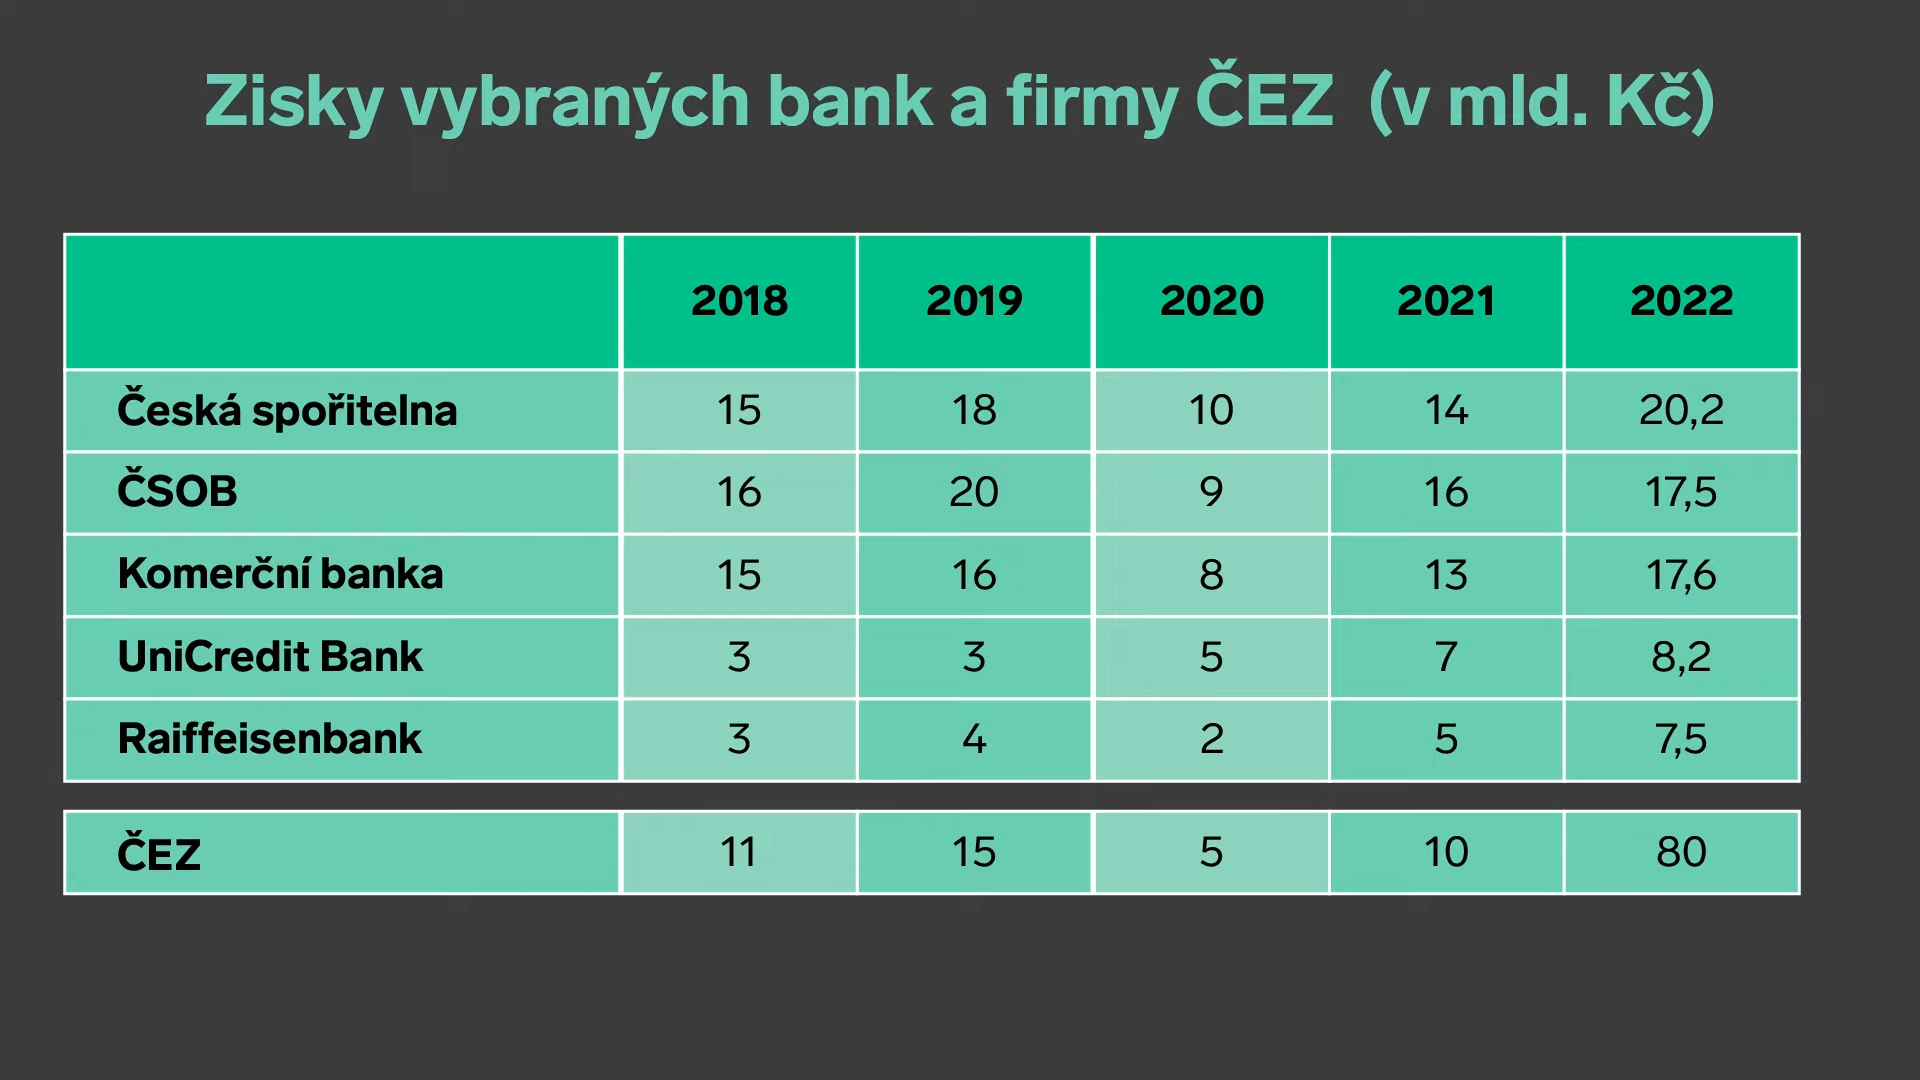 Zisky vybraných bank a firmy ČEZ (v mld. Kč)
2018 2019 2020 2021 2022
Česká spořitelna 15 18 10 14 20,2
ČSOB 16 20 9 16 17,5
Komerční banka 15 16 8 13 17,6
UniCredit Bank 3 3 5 7 8,2
Raiffeisenbank 3 4 2 5 7,5
ČEZ 11 15 5 10 80